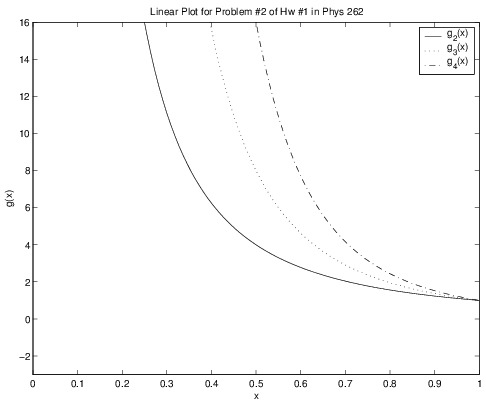 Linear Plot for Problem #2 of Hw #1 in Phys 262
g2(x)
g3(x)
g4(x)
g(x)
16
14
12
10
8
6
4
2
0
−2
0 0.1 0.2 0.3 0.4 0.5 0.6 0.7 0.8 0.9 1
x